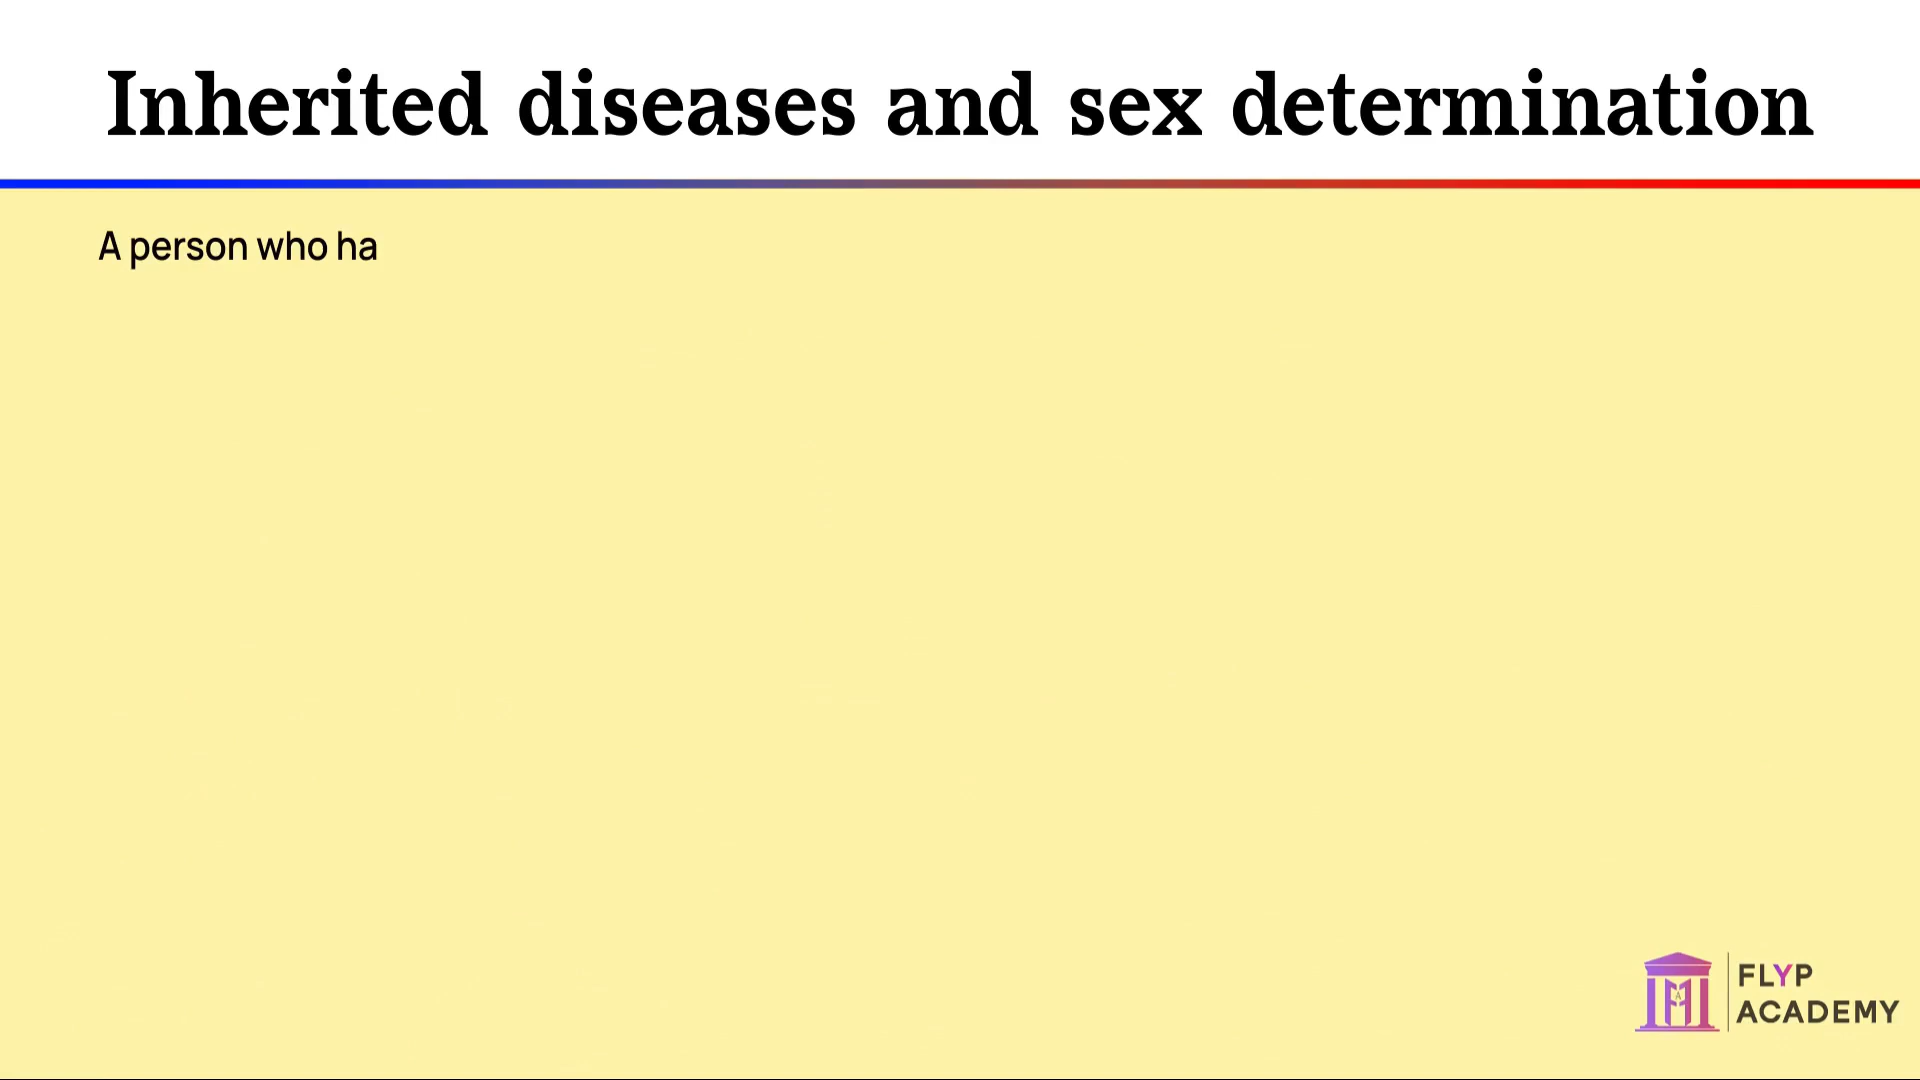 Inherited diseases and sex determination
A person who ha
FLYP
ACADEMY